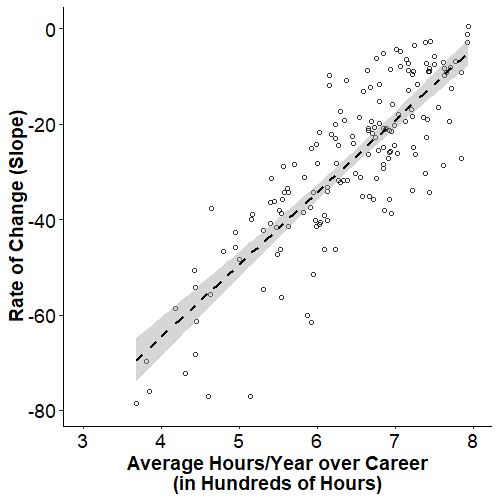 0
-20
-40
-60
-80
Rate of Change (Slope)
3 4 5 6 7 8
Average Hours/Year over Career
(in Hundreds of Hours)